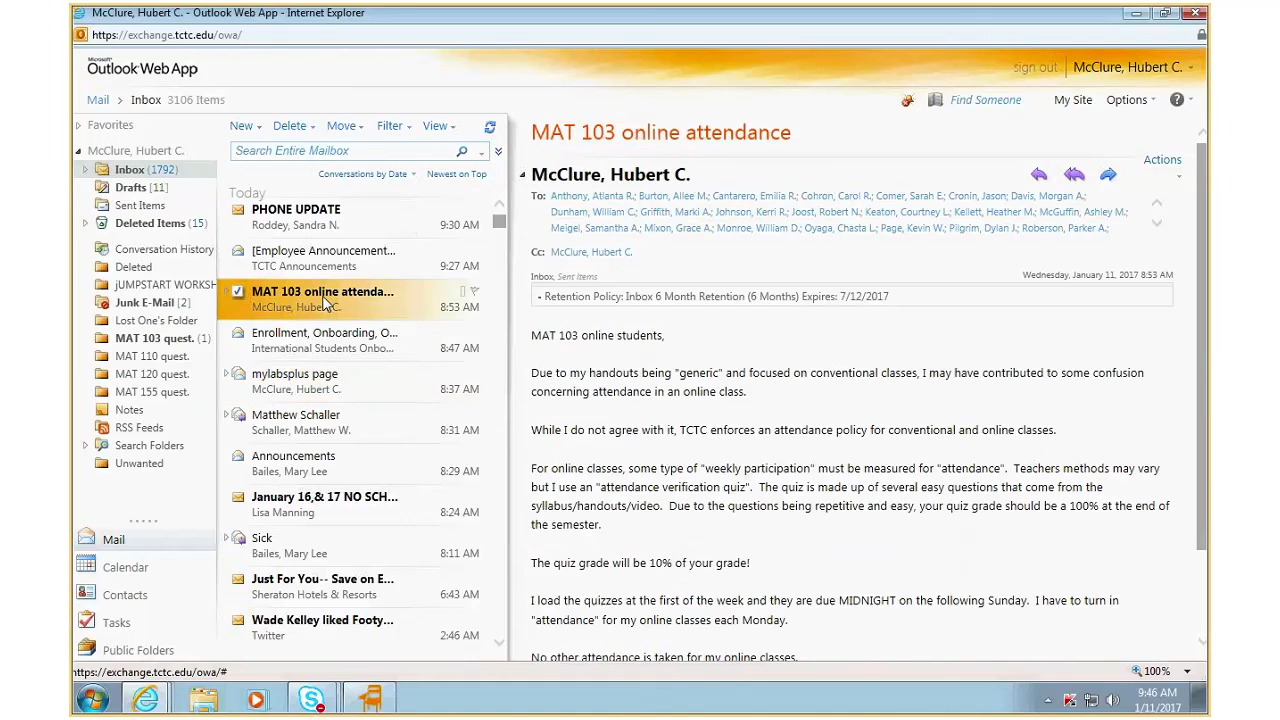 McClure, Hubert C. - Outlook Web App - Internet Explorer
https://exchange.tctc.edu/owa/
Microsoft
Outlook Web App
sign out
McClure, Hubert C.
Mail
Inbox 3106 Items
Find Someone
My Site
Options
Favorites
McClure, Hubert C.
Inbox (1792)
Drafts [11]
Sent Items
Deleted Items (15)
Conversation History
Deleted
jUMPSTART WORKSH
Junk E-Mail [2]
Lost One's Folder
MAT 103 quest. (1)
MAT 110 quest.
MAT 120 quest.
MAT 155 quest.
Notes
RSS Feeds
Search Folders
Unwanted
Mail
Calendar
Contacts
Tasks
Public Folders
New
Delete
Move
Filter
View
Search Entire Mailbox
Conversations by Date
Newest on Top
Today
PHONE UPDATE
Roddey, Sandra N. 9:30 AM
[Employee Announcement...
TCTC Announcements 9:27 AM
MAT 103 online attenda...
McClure, Hubert C. 8:53 AM
Enrollment, Onboarding, O...
International Students Onbo... 8:47 AM
mylabsplus page
McClure, Hubert C. 8:37 AM
Matthew Schaller
Schaller, Matthew W. 8:31 AM
Announcements
Bailes, Mary Lee 8:29 AM
January 16,& 17 NO SCH...
Lisa Manning 8:24 AM
Sick
Bailes, Mary Lee 8:11 AM
Just For You-- Save on E...
Sheraton Hotels & Resorts 6:43 AM
Wade Kelley liked Footy...
Twitter 2:46 AM
MAT 103 online attendance
Actions
McClure, Hubert C.
To: Anthony, Atlanta R.; Burton, Allee M.; Cantarero, Emilia R.; Cohron, Carol R.; Comer, Sarah E.; Cronin, Jason; Davis, Morgan A.;
Dunham, William C.; Griffith, Marki A.; Johnson, Kerri R.; Joost, Robert N.; Keaton, Courtney L.; Kellett, Heather M.; McGuffin, Ashley M.;
Meigel, Samantha A.; Mixon, Grace A.; Monroe, William D.; Oyaga, Chasta L.; Page, Kevin W.; Pilgrim, Dylan J.; Roberson, Parker A.;
Cc: McClure, Hubert C.
Inbox, Sent Items
Wednesday, January 11, 2017 8:53 AM
• Retention Policy: Inbox 6 Month Retention (6 Months) Expires: 7/12/2017
MAT 103 online students,
Due to my handouts being "generic" and focused on conventional classes, I may have contributed to some confusion
concerning attendance in an online class.
While I do not agree with it, TCTC enforces an attendance policy for conventional and online classes.
For online classes, some type of "weekly participation" must be measured for "attendance". Teachers methods may vary
but I use an "attendance verification quiz". The quiz is made up of several easy questions that come from the
syllabus/handouts/video. Due to the questions being repetitive and easy, your quiz grade should be a 100% at the end of
the semester.
The quiz grade will be 10% of your grade!
I load the quizzes at the first of the week and they are due MIDNIGHT on the following Sunday. I have to turn in
"attendance" for my online classes each Monday.
No other attendance is taken for my online classes.
https://exchange.tctc.edu/owa/#
100%
9:46 AM
1/11/2017